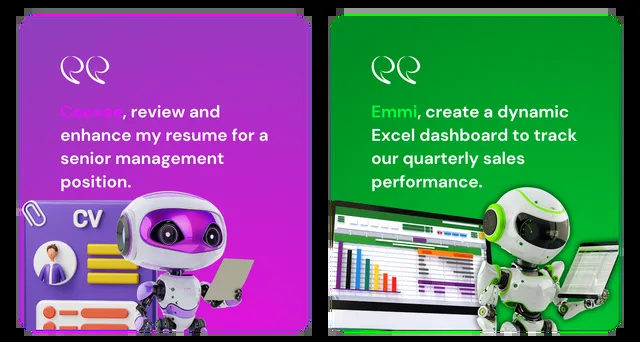 , review and
enhance my resume for a
senior management
position.
CV
Emmi, create a dynamic
Excel dashboard to track
our quarterly sales
performance.